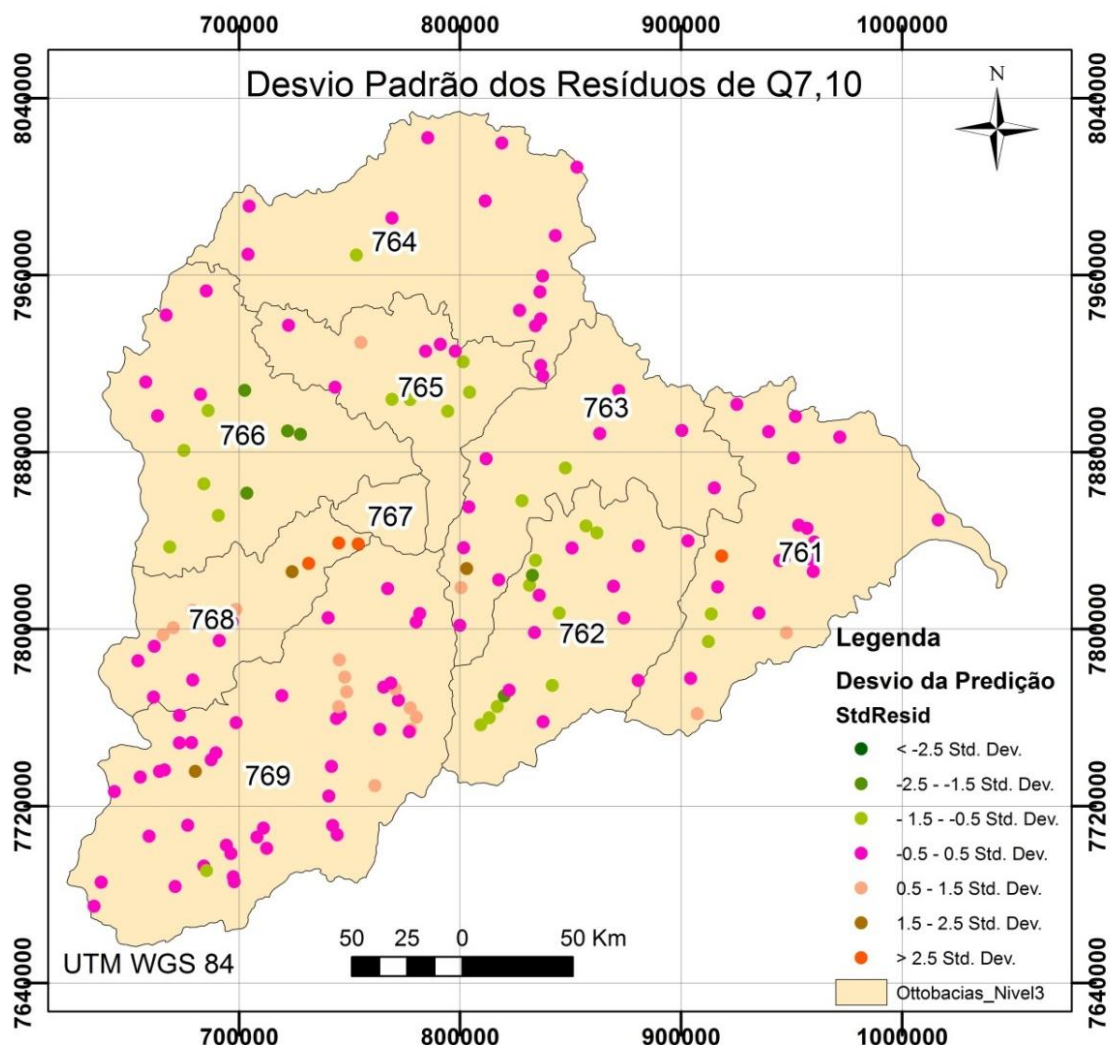 700000 800000 900000 1000000
Desvio Padrão dos Resíduos de Q7,10
N
8040000 8040000
7960000 7960000
7880000 7880000
7800000 7800000
7720000 7720000
7640000 7640000
764
765
763
766
767
761
768
762
769
Legenda
Desvio da Predição
StdResid
< -2.5 Std. Dev.
-2.5 - -1.5 Std. Dev.
- 1.5 - -0.5 Std. Dev.
-0.5 - 0.5 Std. Dev.
0.5 - 1.5 Std. Dev.
1.5 - 2.5 Std. Dev.
> 2.5 Std. Dev.
Ottobacias_Nivel3
50 25 0 50 Km
UTM WGS 84
700000 800000 900000 1000000